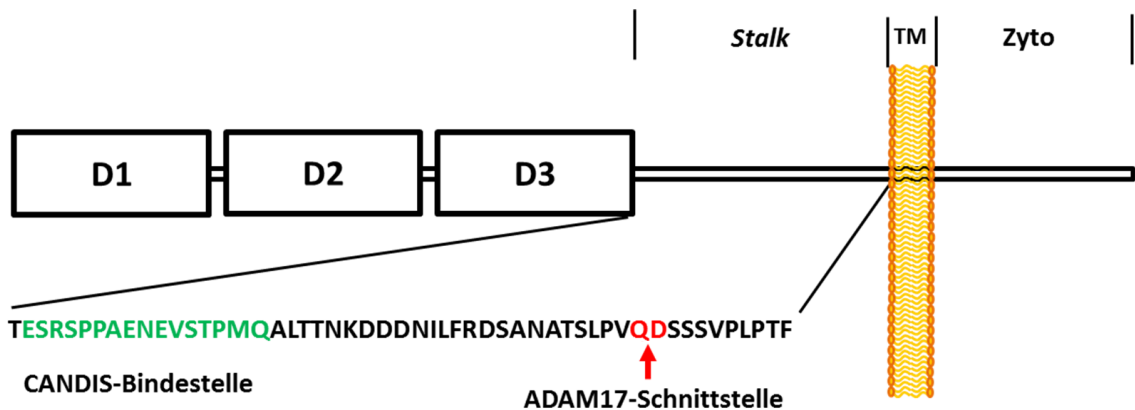 Stalk TM Zyto
D1 D2 D3
TESRSPPAENEVSTPMQALTTNKDDDNILFRDSANATSLPVQDSSSVPLPTF
CANDIS-Bindestelle
ADAM17-Schnittstelle